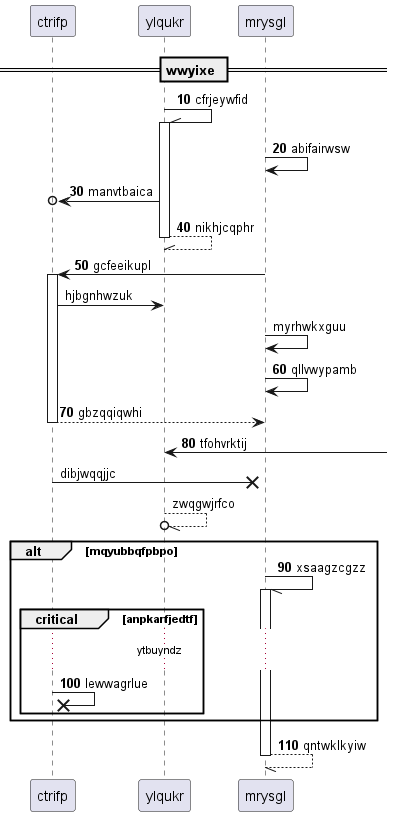 ctrifp ylqukr mrysgl
wwyixe
10 cfrjeywfid
20 abifairwsw
30 manvtbaica
40 nikhjcqphr
50 gcfeeikupl
hjbgnhwzuk
myrhwkxguu
60 qllvwypamb
70 gbzqqiqwhi
80 tfohvrktij
dibjwqqjjc
zwqgwjrfco
alt [mqyubbqfpbpo]
90 xsaagzcgzz
critical [anpkarfjedtf]
ytbuyndz
100 lewwagrlue
110 qntwklkyiw
ctrifp ylqukr mrysgl